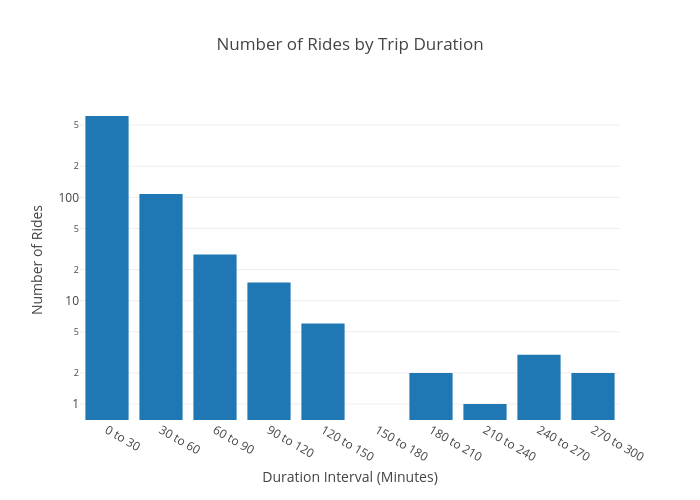 Number of Rides by Trip Duration
Number of Rides
5
2
100
5
2
10
5
2
1
0 to 30
30 to 60
60 to 90
90 to 120
120 to 150
150 to 180
180 to 210
210 to 240
240 to 270
270 to 300
Duration Interval (Minutes)